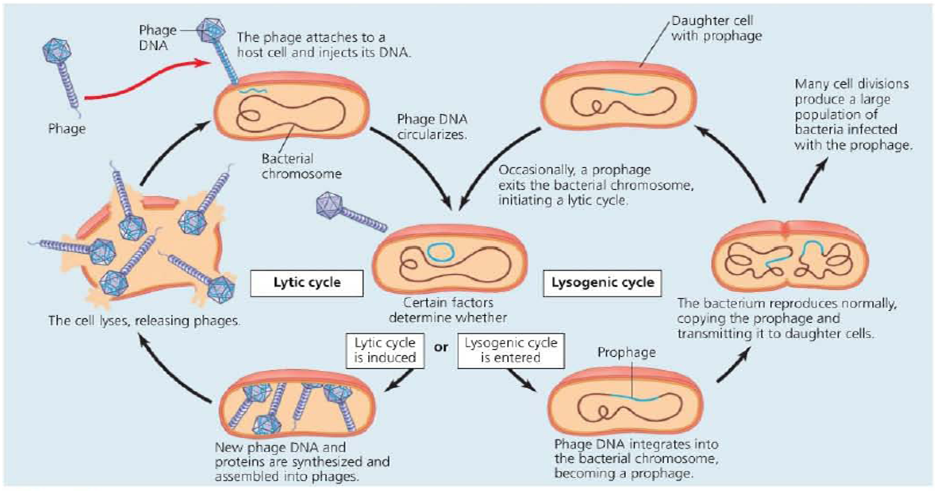 Phage
DNA
The phage attaches to a
host cell and injects its DNA.
Phage
Bacterial
chromosome
Phage DNA
circularizes.
Daughter cell
with prophage
Many cell divisions
produce a large
population of
bacteria infected
with the prophage.
Occasionally, a prophage
exits the bacterial chromosome,
initiating a lytic cycle.
Lytic cycle
Lysogenic cycle
The cell lyses, releasing phages.
Certain factors
determine whether
The bacterium reproduces normally,
copying the prophage and
transmitting it to daughter cells.
Lytic cycle
is induced
or
Lysogenic cycle
is entered
Prophage
New phage DNA and
proteins are synthesized and
assembled into phages.
Phage DNA integrates into
the bacterial chromosome,
becoming a prophage.